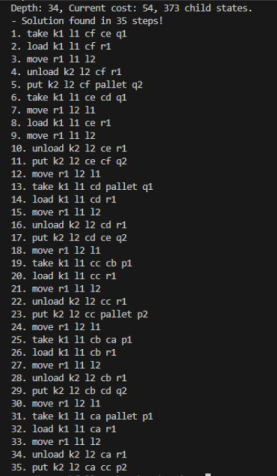 Depth: 34, Current cost: 54, 373 child states.
- Solution found in 35 steps!
1. take k1 l1 cf ce q1
2. load k1 l1 cf r1
3. move r1 l1 l2
4. unload k2 l2 cf r1
5. put k2 l2 cf pallet q2
6. take k1 l1 ce cd q1
7. move r1 l2 l1
8. load k1 l1 ce r1
9. move r1 l1 l2
10. unload k2 l2 ce r1
11. put k2 l2 ce cf q2
12. move r1 l2 l1
13. take k1 l1 cd pallet q1
14. load k1 l1 cd r1
15. move r1 l1 l2
16. unload k2 l2 cd r1
17. put k2 l2 cd ce q2
18. move r1 l2 l1
19. take k1 l1 cc cb p1
20. load k1 l1 cc r1
21. move r1 l1 l2
22. unload k2 l2 cc r1
23. put k2 l2 cc pallet p2
24. move r1 l2 l1
25. take k1 l1 cb ca p1
26. load k1 l1 cb r1
27. move r1 l1 l2
28. unload k2 l2 cb r1
29. put k2 l2 cb cd q2
30. move r1 l2 l1
31. take k1 l1 ca pallet p1
32. load k1 l1 ca r1
33. move r1 l1 l2
34. unload k2 l2 ca r1
35. put k2 l2 ca cc p2